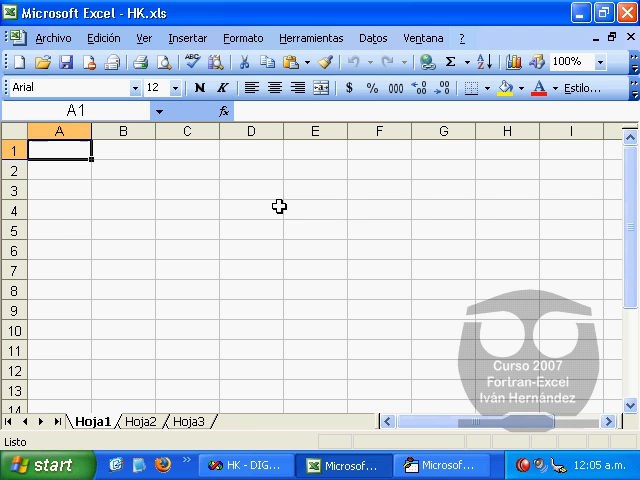 Microsoft Excel - HK.xls
Archivo Edición Ver Insertar Formato Herramientas Datos Ventana ?
100%
Arial 12 N K $ % 000 Estilo...
A1 fx
A B C D E F G H I
1
2
3
4
5
6
7
8
9
10
11
12
13
14
Curso 2007
Fortran-Excel
Iván Hernández
Hoja1 Hoja2 Hoja3
Listo
start HK - DIG... Microsof... Microsof... 12:05 a.m.